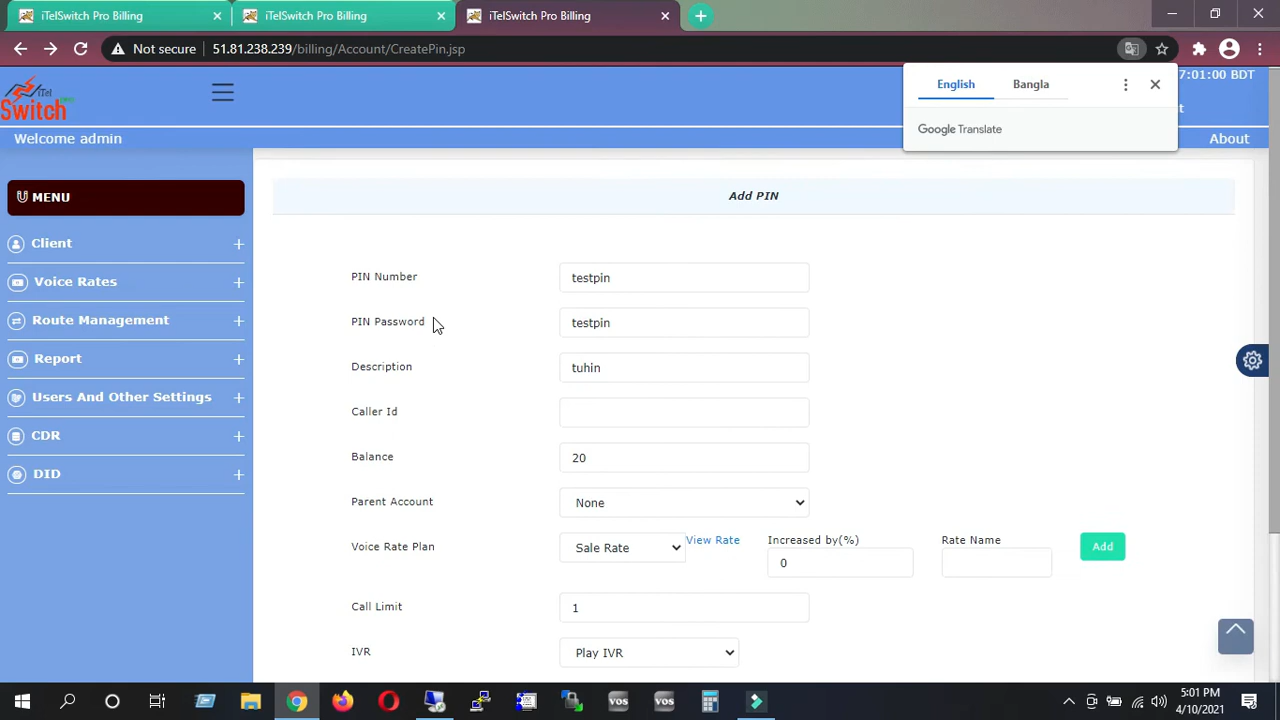 iTelSwitch Pro Billing
iTelSwitch Pro Billing
iTelSwitch Pro Billing
Not secure 51.81.238.239/billing/Account/CreatePin.jsp
English
Bangla
Google Translate
7:01:00 BDT
iTel
Switch
Welcome admin
About
MENU
Client
Voice Rates
Route Management
Report
Users And Other Settings
CDR
DID
Add PIN
PIN Number testpin
PIN Password testpin
Description tuhin
Caller Id
Balance 20
Parent Account None
Voice Rate Plan Sale Rate View Rate Increased by(%) 0 Rate Name Add
Call Limit 1
IVR Play IVR
VOS
VOS
5:01 PM
4/10/2021